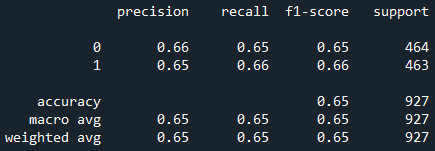 precision recall f1-score support
0 0.66 0.65 0.65 464
1 0.65 0.66 0.66 463
accuracy 0.65 927
macro avg 0.65 0.65 0.65 927
weighted avg 0.65 0.65 0.65 927